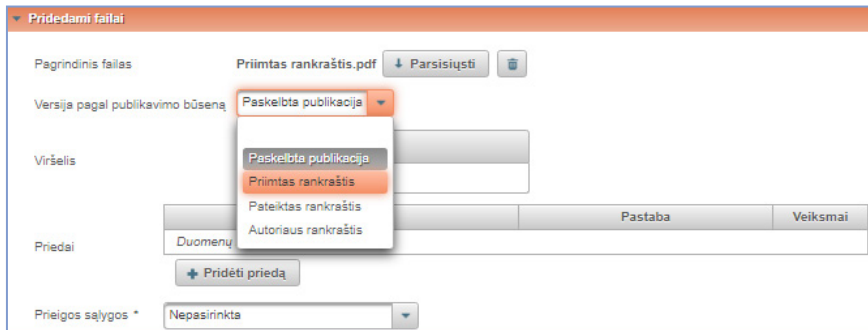 Pridedami failai
Pagrindinis failas Priimtas rankraštis.pdf Parsisiųsti
Versija pagal publikavimo būseną Paskelbta publikacija
Paskelbta publikacija
Viršelis
Priimtas rankraštis
Pateiktas rankraštis
Pastaba Veiksmai
Autoriaus rankraštis
Priedai Duomenų
Pridėti priedą
Prieigos sąlygos * Nepasirinkta